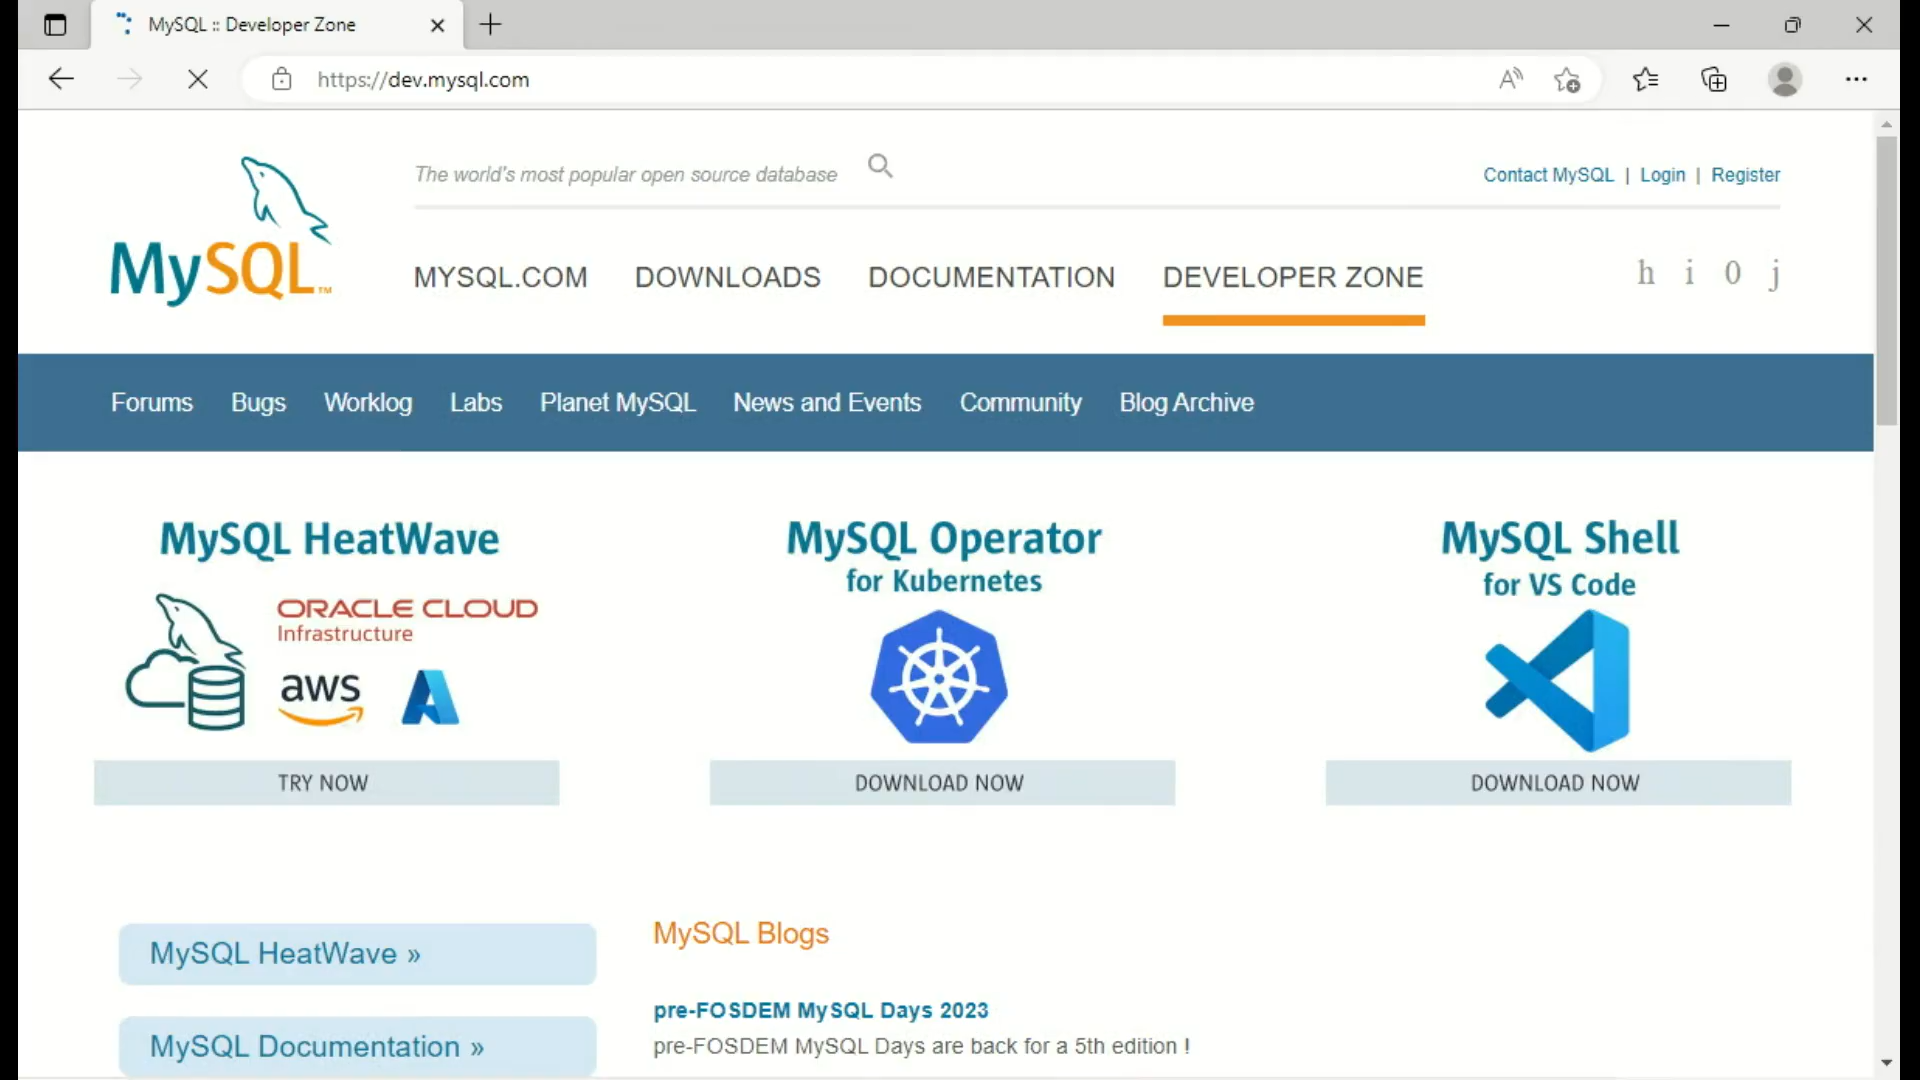 MySQL :: Developer Zone
https://dev.mysql.com
The world's most popular open source database
Contact MySQL | Login | Register
MySQL™
MYSQL.COM DOWNLOADS DOCUMENTATION DEVELOPER ZONE
h i 0 j
Forums Bugs Worklog Labs Planet MySQL News and Events Community Blog Archive
MySQL HeatWave
ORACLE CLOUD
Infrastructure
aws
TRY NOW
MySQL Operator
for Kubernetes
DOWNLOAD NOW
MySQL Shell
for VS Code
DOWNLOAD NOW
MySQL HeatWave »
MySQL Documentation »
MySQL Blogs
pre-FOSDEM MySQL Days 2023
pre-FOSDEM MySQL Days are back for a 5th edition !